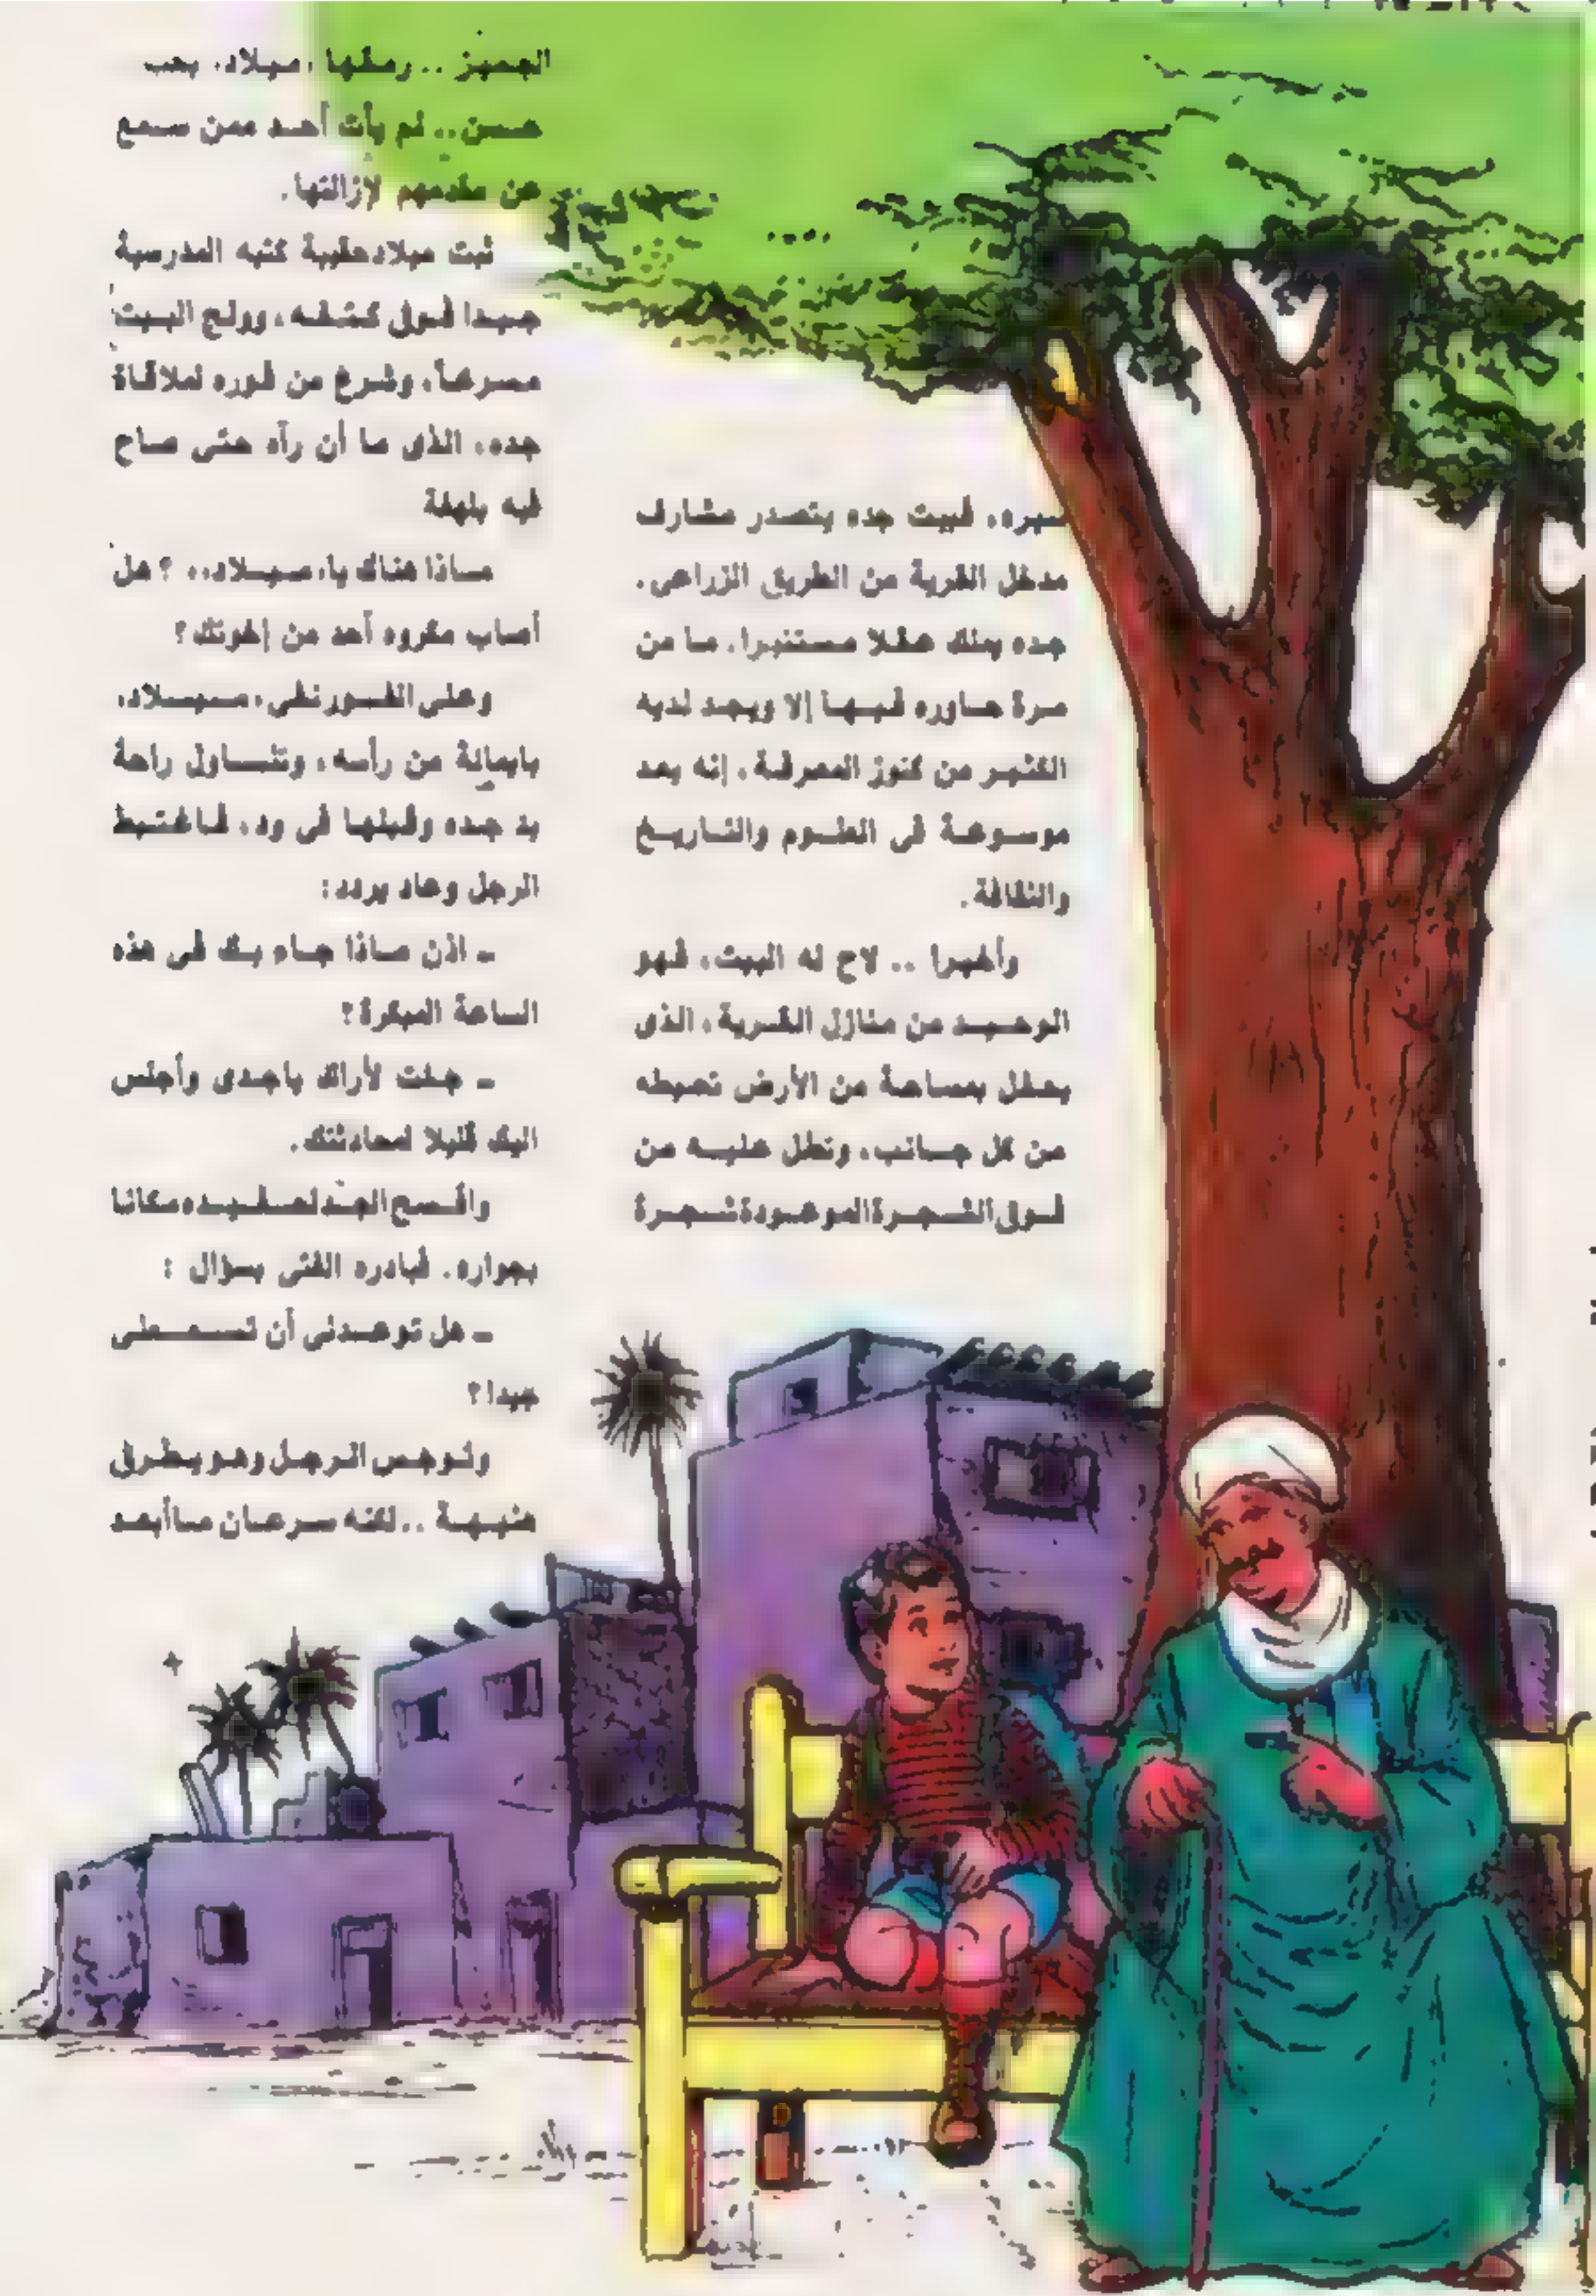 سيره، فبيت جده يتصدر مشارف
مدخل القرية من الطريق الزراعى.
جده يملك عقلا مستنيرا، ما من
مرة حاوره فيها إلا ويجد لديه
الكثير من كنوز المعرفة، إنه يعد
موسوعة فى العلوم والتاريخ
والثقافة.
وأخيرا .. لاح له البيت، فهو
الوحيد من منازل القرية، الذى
يحفل بمساحة من الأرض تحيطه
من كل جانب، وتطل عليه من
فوق الشجرة الموعودة شجرة
الجميز .. رمقها «ميلاد» بحب
حسن .. لم يأت أحد ممن سمع
عن مقدمهم لإزالتها.
ثبت ميلاد حقيبة كتبه المدرسية
جيدا فوق كتفه، وولج البيت
مسرعاً، وشرع من فوره لملاقاة
جده، الذى ما أن رآه حتى صاح
فيه بلهفة
ماذا هناك يا «ميلاد» ؟ هل
أصاب مكروه أحد من إخوتك؟
وعلى الفور نفى «ميلاد»
بايمائة من رأسه، وتناول راحة
يد جده وقبلها فى ود، فاغتبط
الرجل وعاد يردد:
ـ اذن ماذا جاء بك فى هذه
الساعة المبكرة؟
ـ جئت لأراك ياجدى وأجلس
اليك قليلا لمحادثتك.
وأفسح الجد لحفيده مكانا
بجواره. فبادره الفتى بسؤال :
ـ هل توعدنى أن تسمعنى
جيدا؟
وتوجس الرجل وهو يطرق
هنيهة .. لكنه سرعان ماأبعد